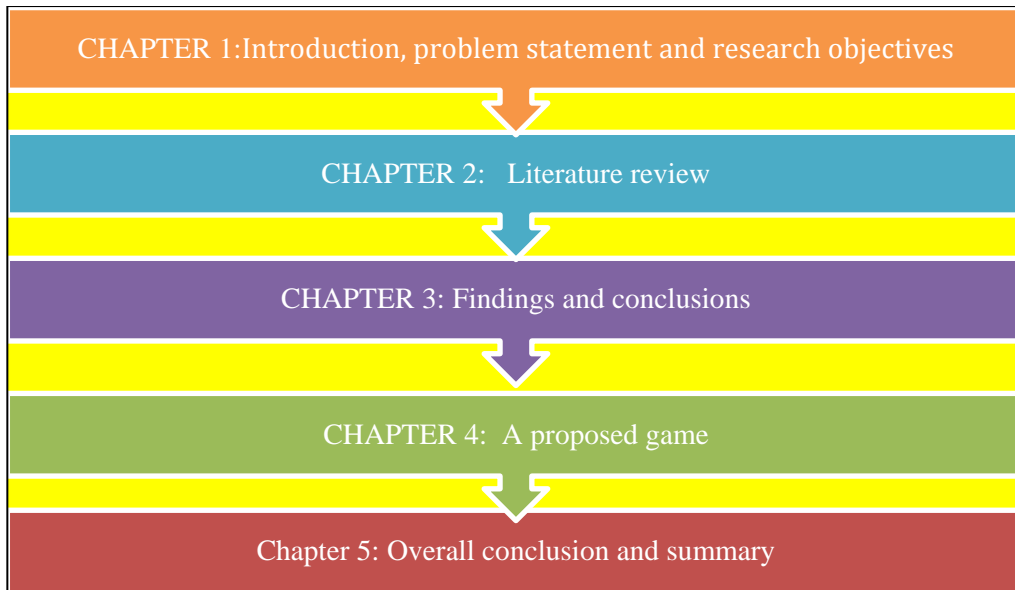 CHAPTER 1:Introduction, problem statement and research objectives
CHAPTER 2:   Literature review
CHAPTER 3: Findings and conclusions
CHAPTER 4:  A proposed game
Chapter 5: Overall conclusion and summary